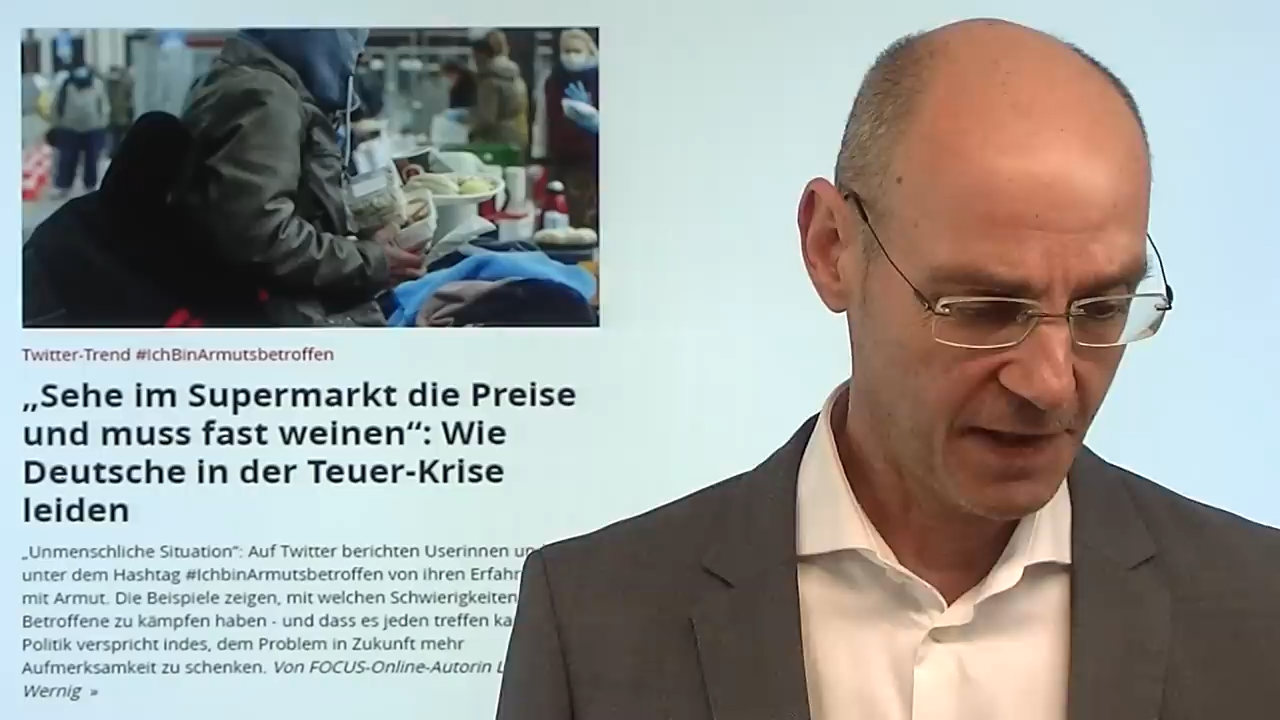 Twitter-Trend #IchBinArmutsbetroffen
„Sehe im Supermarkt die Preise
und muss fast weinen“: Wie
Deutsche in der Teuer-Krise
leiden
„Unmenschliche Situation“: Auf Twitter berichten Userinnen
unter dem Hashtag #IchbinArmutsbetroffen von ihren
mit Armut. Die Beispiele zeigen, mit welchen Schwierigkeiten
Betroffene zu kämpfen haben - und dass es jeden treffen
Politik verspricht indes, dem Problem in Zukunft mehr
Aufmerksamkeit zu schenken. Von FOCUS-Online-Autorin
Wernig »